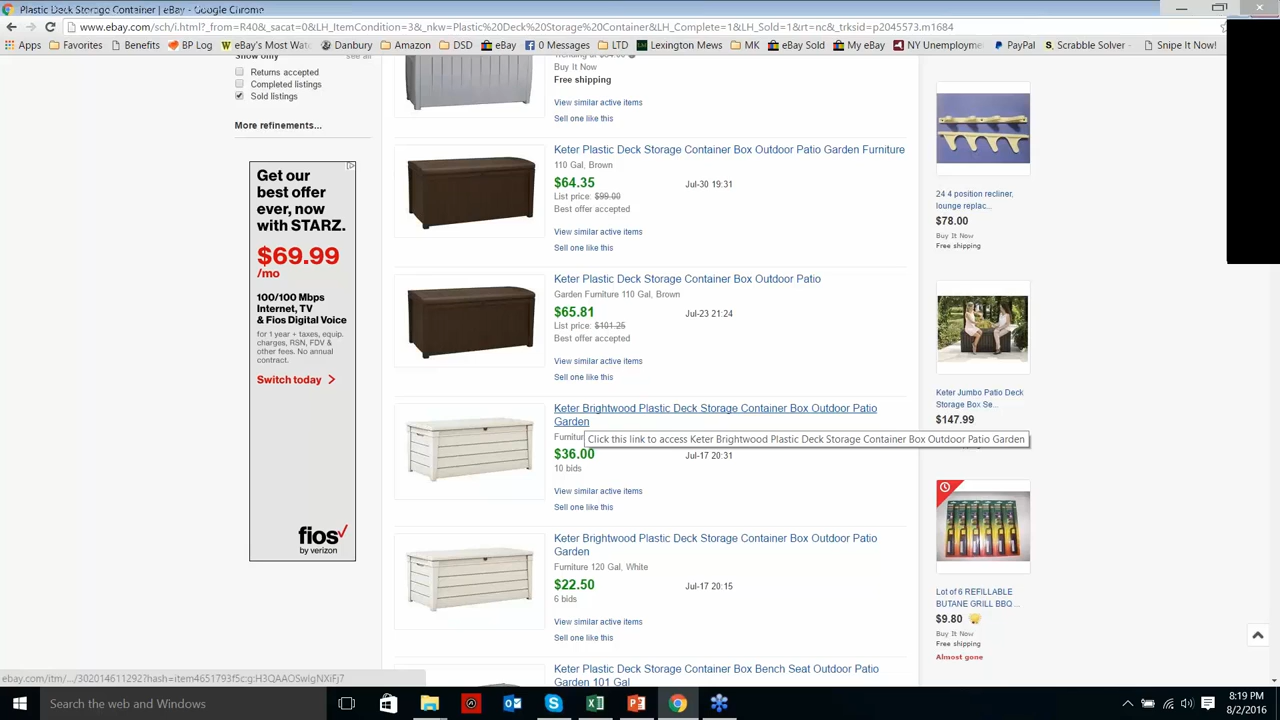 www.ebay.com/sch/i.html?_from=R40&_sacat=0&LH_ItemCondition=3&_nkw=Plastic%20Deck%20Storage%20Container&LH_Complete=1&LH_Sold=1&rt=nc&_trksid=p2045573.m1684
Apps Favorites Benefits BP Log eBay's Most Wate Danbury Amazon DSD eBay 0 Messages LTD Lexington Mews MK eBay Sold My eBay NY Unemployme PayPal Scrabble Solver - Snipe It Now!
Show only see all
Returns accepted
Completed listings
Sold listings
More refinements...
Get our
best offer
ever, now
with STARZ.
$69.99
/mo
100/100 Mbps
Internet, TV
& Fios Digital Voice
for 1 year + taxes, equip.
charges, RSN, FDV &
other fees. No annual
contract.
Switch today
fios
by verizon
Buy It Now
Free shipping
View similar active items
Sell one like this
Keter Plastic Deck Storage Container Box Outdoor Patio Garden Furniture
110 Gal, Brown
$64.35 Jul-30 19:31
List price: $99.00
Best offer accepted
View similar active items
Sell one like this
Keter Plastic Deck Storage Container Box Outdoor Patio
Garden Furniture 110 Gal, Brown
$65.81 Jul-23 21:24
List price: $101.25
Best offer accepted
View similar active items
Sell one like this
Keter Brightwood Plastic Deck Storage Container Box Outdoor Patio
Garden
Click this link to access Keter Brightwood Plastic Deck Storage Container Box Outdoor Patio Garden
$36.00 Jul-17 20:31
10 bids
View similar active items
Sell one like this
Keter Brightwood Plastic Deck Storage Container Box Outdoor Patio
Garden
Furniture 120 Gal, White
$22.50 Jul-17 20:15
6 bids
View similar active items
Sell one like this
Keter Plastic Deck Storage Container Box Bench Seat Outdoor Patio
Garden 101 Gal
24 4 position recliner,
lounge replac...
$78.00
Buy It Now
Free shipping
Keter Jumbo Patio Deck
Storage Box Se...
$147.99
Lot of 6 REFILLABLE
BUTANE GRILL BBQ ...
$9.80
Buy It Now
Free shipping
Almost gone
ebay.com/itm/.../302014611292?hash=item4651793f5c:g:H3QAAOSwIgNXiFj7
Search the web and Windows
8:19 PM
8/2/2016